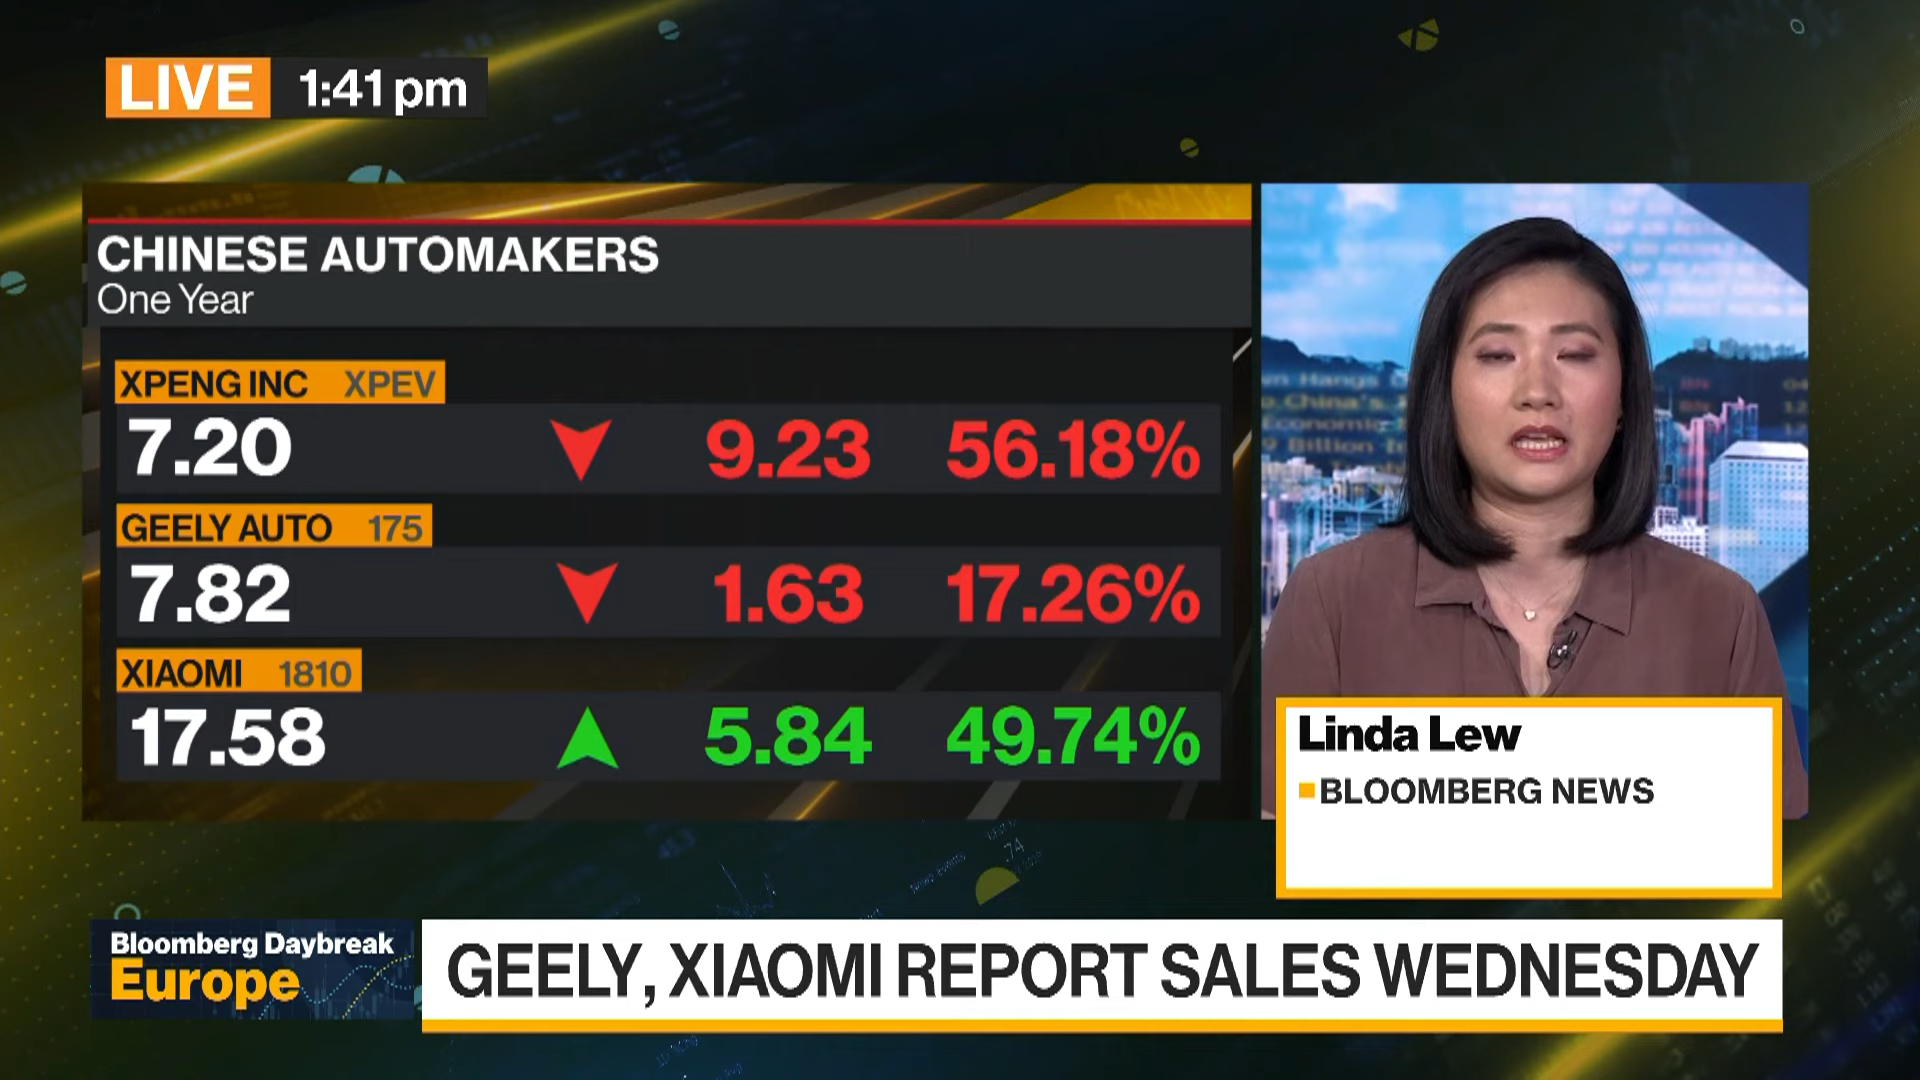 LIVE 1:41 pm
CHINESE AUTOMAKERS
One Year
XPENG INC XPEV
7.20 ▼ 9.23 56.18%
GEELY AUTO 175
7.82 ▼ 1.63 17.26%
XIAOMI 1810
17.58 ▲ 5.84 49.74%
Linda Lew
BLOOMBERG NEWS
Bloomberg Daybreak
Europe
GEELY, XIAOMI REPORT SALES WEDNESDAY